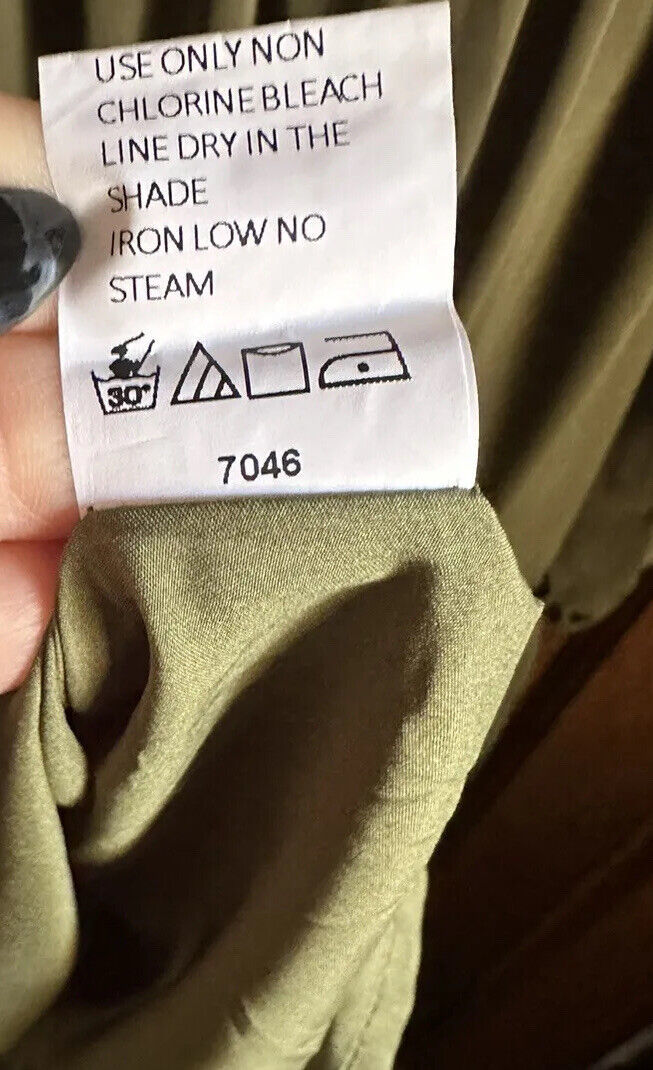 USE ONLY NON
CHLORINE BLEACH
LINE DRY IN THE
SHADE
IRON LOW NO
STEAM
30°
7046